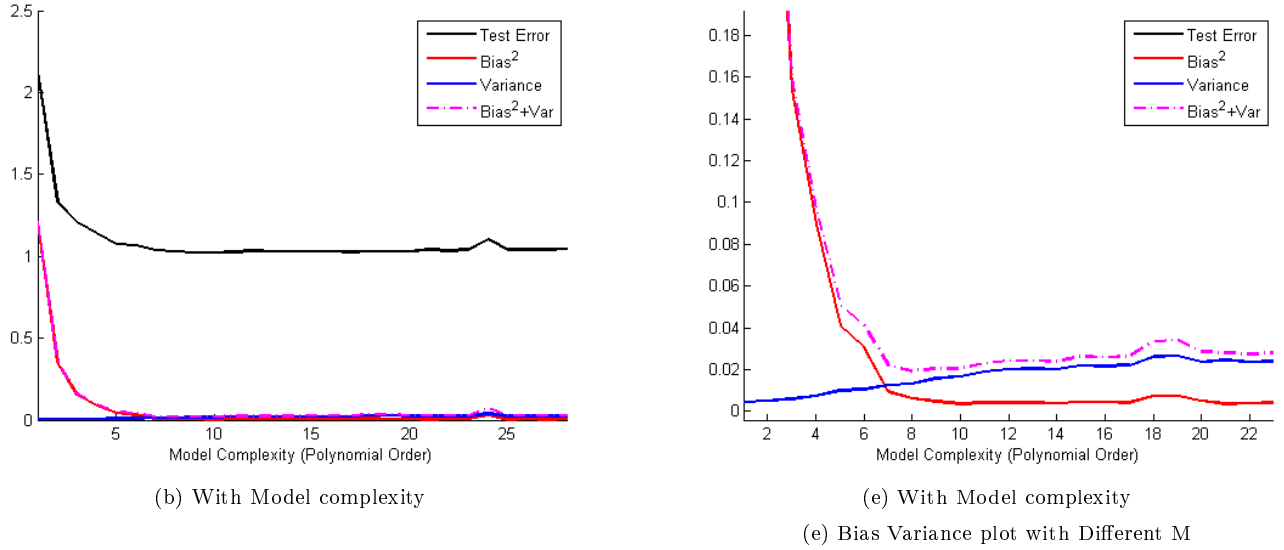 2.5
2
1.5
1
0.5
0
5
10
15
20
25
Test Error
Bias²
Variance
Bias²+Var
Model Complexity (Polynomial Order)
(b) With Model complexity
0.18
0.16
0.14
0.12
0.1
0.08
0.06
0.04
0.02
0
2
4
6
8
10
12
14
16
18
20
22
Test Error
Bias²
Variance
Bias²+Var
Model Complexity (Polynomial Order)
(e) With Model complexity
(e) Bias Variance plot with Different M